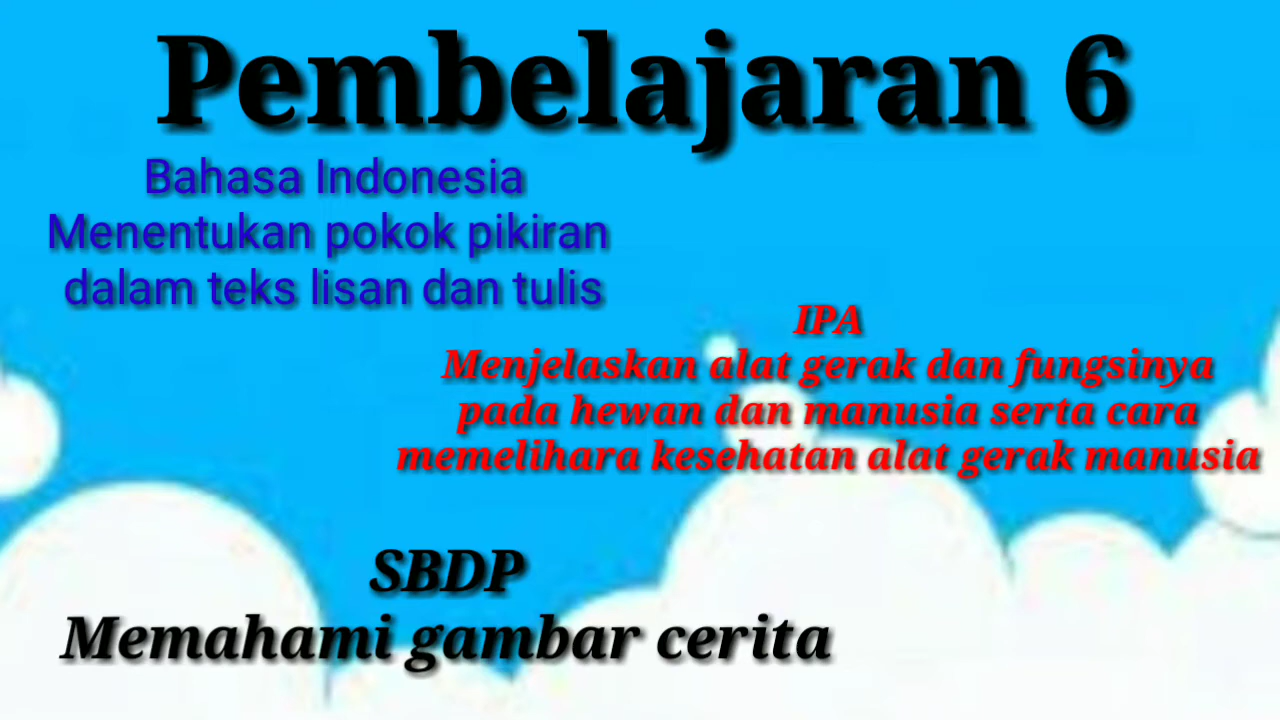 Pembelajaran 6
Bahasa Indonesia
Menentukan pokok pikiran
dalam teks lisan dan tulis
IPA
Menjelaskan alat gerak dan fungsinya
pada hewan dan manusia serta cara
memelihara kesehatan alat gerak manusia
SBDP
Memahami gambar cerita